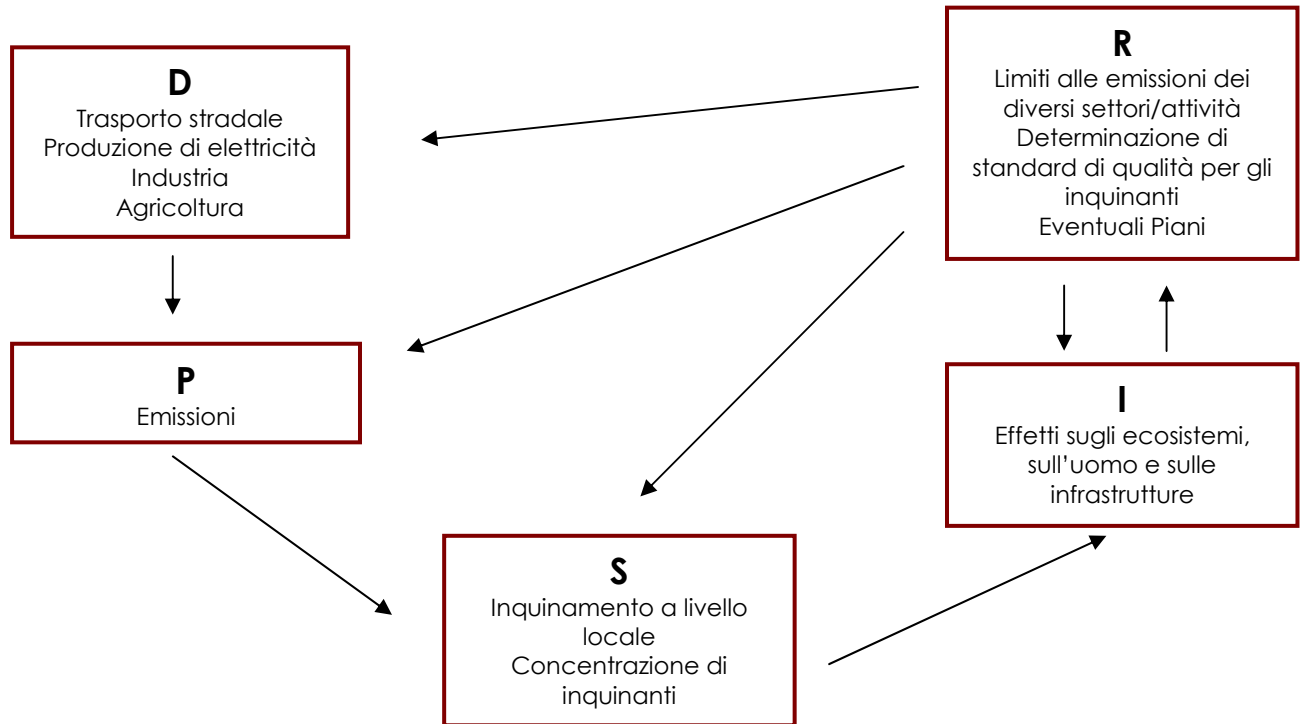 D
Trasporto stradale
Produzione di elettricità
Industria
Agricoltura
R
Limiti alle emissioni dei
diversi settori/attività
Determinazione di
standard di qualità per gli
inquinanti
Eventuali Piani
P
Emissioni
I
Effetti sugli ecosistemi,
sull’uomo e sulle
infrastrutture
S
Inquinamento a livello
locale
Concentrazione di
inquinanti